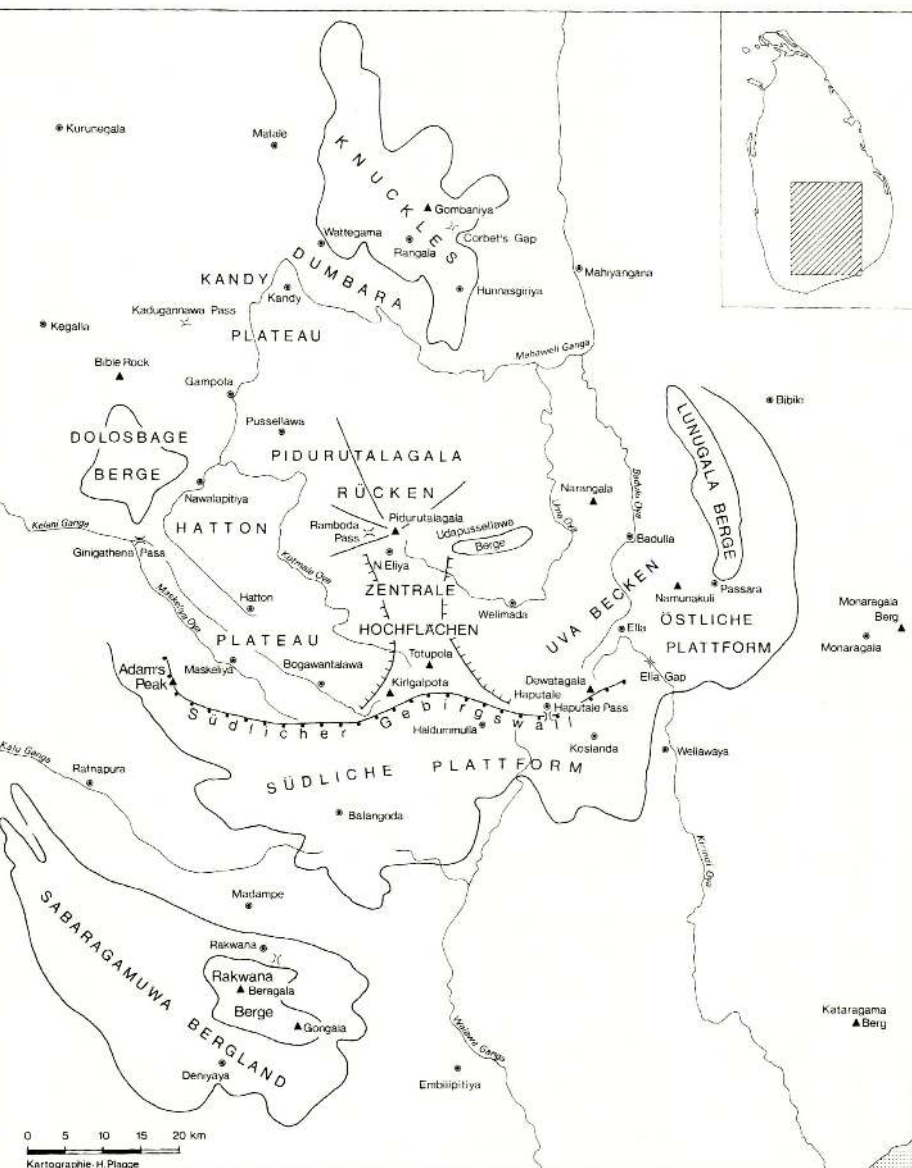 Kurunegala
Matale
KNUCKLES
Gombaniya
Corbet's Gap
Wattegama
Rangala
DUMBARA
Hunnasgiriya
Mahiyangana
KANDY
Kandy
Kadugannawa Pass
PLATEAU
Kegalla
Mahaweli Ganga
Bible Rock
Gampola
Bibile
Pussellawa
DOLOSBAGE
BERGE
PIDURUTALAGALA
RÜCKEN
LUNUGALA BERGE
Nawalapitiya
Narangala
Badulu Oya
Uma Oya
Kelani Ganga
HATTON
Ramboda
Pass
Pidurutalagala
Udapussellawa
Berge
Ginigathena Pass
N.Eliya
Badulla
Kotmale Oya
Maskeliya Oya
ZENTRALE
HOCHFLÄCHEN
Hatton
Welimada
UVA BECKEN
Namunakuli
Passara
ÖSTLICHE
PLATTFORM
Monaragala
Berg
Monaragala
PLATEAU
Ella
Totupola
Adam's
Peak
Maskeliya
Bogawantalawa
Kirigalpota
Dewatagala
Ella Gap
Haputale
Haputale Pass
Südlicher Gebirgswall
Haldummulla
Koslanda
Wellawaya
Kalu Ganga
Ratnapura
SÜDLICHE PLATTFORM
Balangoda
Kirindi Oya
SABARAGAMUWA BERGLAND
Madampe
Rakwana
Rakwana
Beragala
Berge
Gongala
Deniyaya
Walawe Ganga
Embilipitiya
Kataragama
Berg
0 5 10 15 20 km
Kartographie: H. Plagge